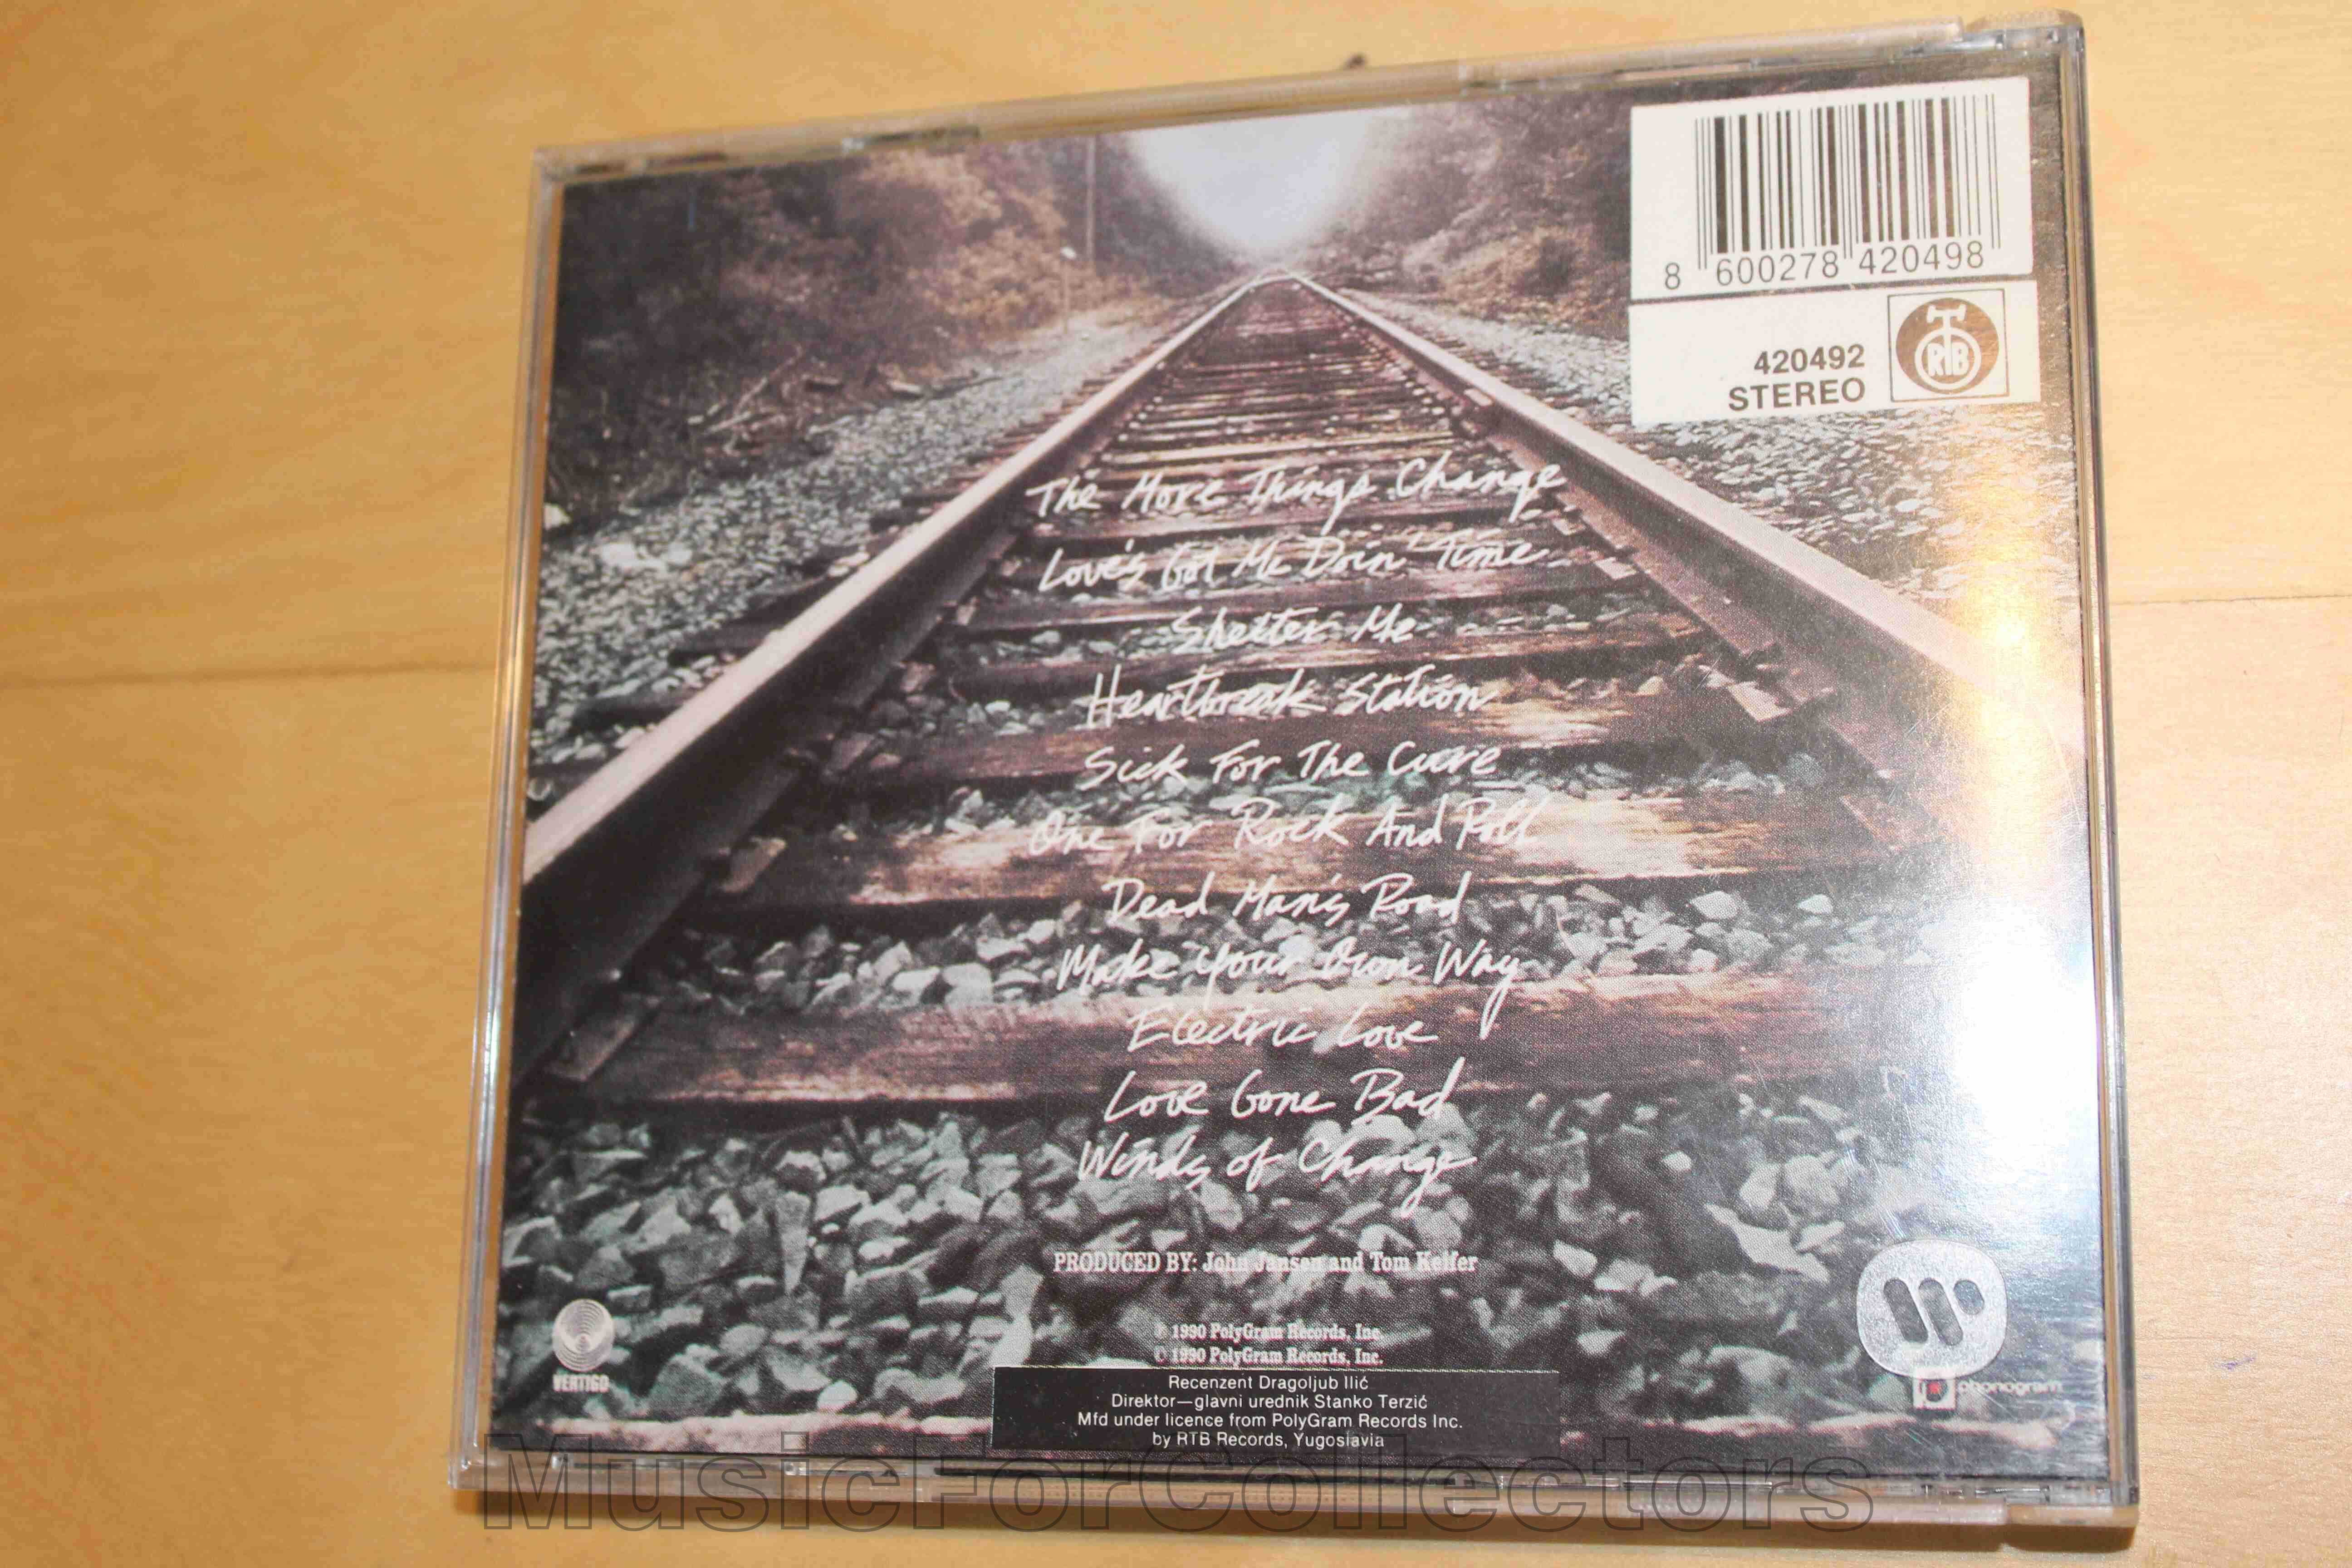 8 600278 420498
420492
STEREO
RTB
The More Things Change
Love's Got Me Doin' Time
Shelter Me
Heartbreak Station
Sick For The Cure
One For Rock And Roll
Dead Man's Road
Make Your Own Way
Electric Love
Love Gone Bad
Winds of Change
PRODUCED BY: John Jansen and Tom Keifer
℗ 1990 PolyGram Records, Inc.
© 1990 PolyGram Records, Inc.
VERTIGO
phonogram
Recenzent Dragoljub Ilić
Direktor—glavni urednik Stanko Terzić
Mfd under licence from PolyGram Records Inc.
by RTB Records, Yugoslavia
MusicForCollectors